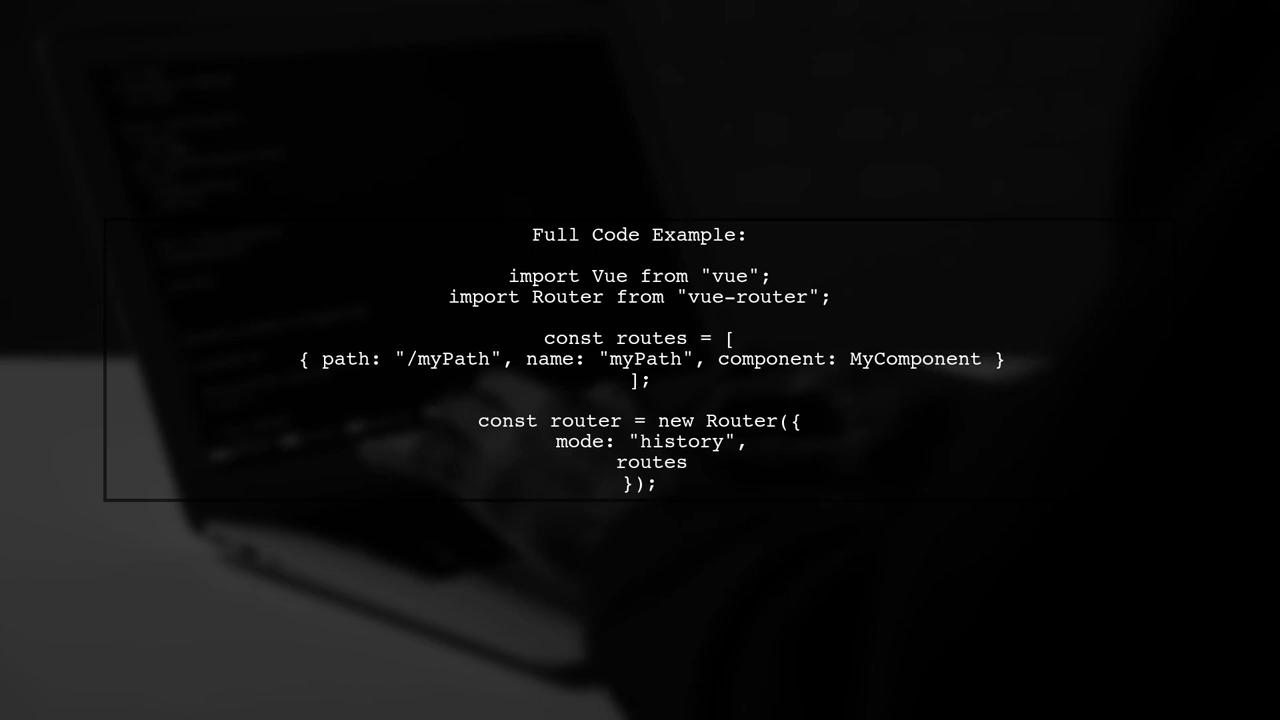 Full Code Example:
import Vue from "vue";
import Router from "vue-router";
const routes = [
{ path: "/myPath", name: "myPath", component: MyComponent }
];
const router = new Router({
mode: "history",
routes
});